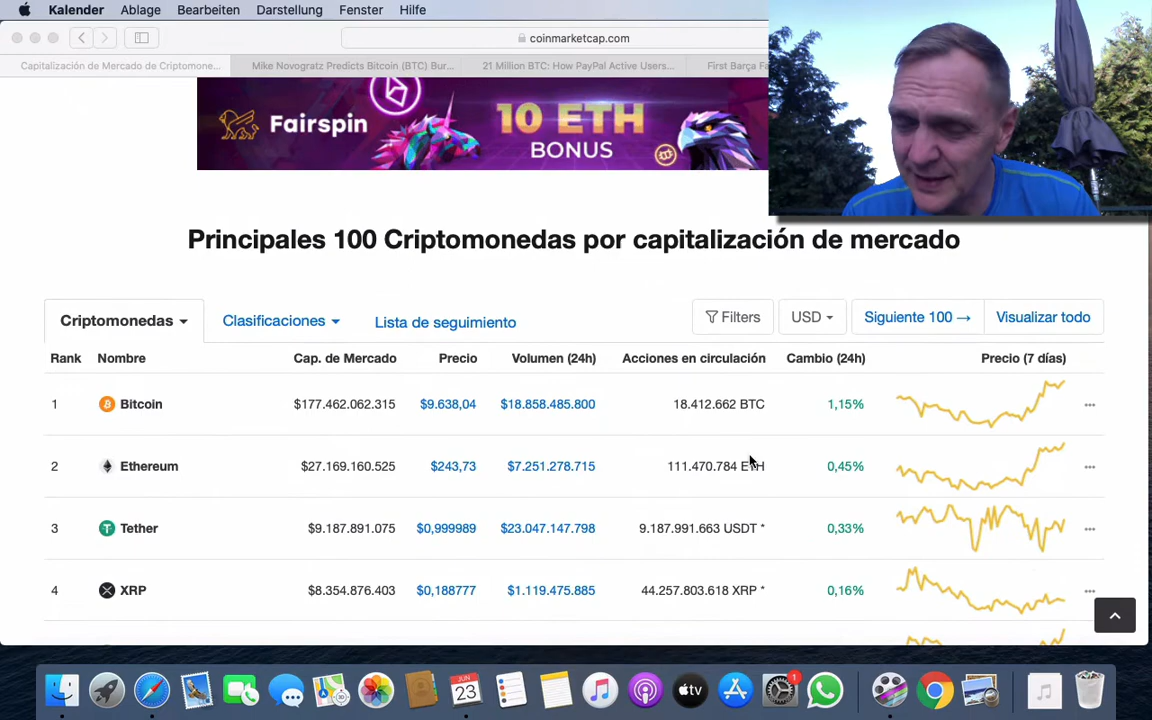 Kalender Ablage Bearbeiten Darstellung Fenster Hilfe
coinmarketcap.com
Capitalización de Mercado de Criptomone... Mike Novogratz Predicts Bitcoin (BTC) Bur... 21 Million BTC: How PayPal Active Users... First Barça Fa
Fairspin 10 ETH
BONUS
Principales 100 Criptomonedas por capitalización de mercado
Criptomonedas Clasificaciones Lista de seguimiento Filters USD Siguiente 100 → Visualizar todo
Rank Nombre Cap. de Mercado Precio Volumen (24h) Acciones en circulación Cambio (24h) Precio (7 días)
1 Bitcoin $177.462.062.315 $9.638,04 $18.858.485.800 18.412.662 BTC 1,15%
2 Ethereum $27.169.160.525 $243,73 $7.251.278.715 111.470.784 ETH 0,45%
3 Tether $9.187.891.075 $0,999989 $23.047.147.798 9.187.991.663 USDT * 0,33%
4 XRP $8.354.876.403 $0,188777 $1.119.475.885 44.257.803.618 XRP * 0,16%
JUN
23
tv
1